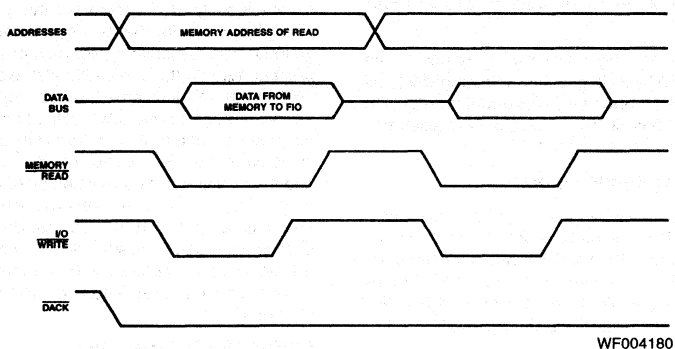 ADDRESSES
MEMORY ADDRESS OF READ
DATA
BUS
DATA FROM
MEMORY TO FIO
MEMORY
READ
I/O
WRITE
DACK
WF004180